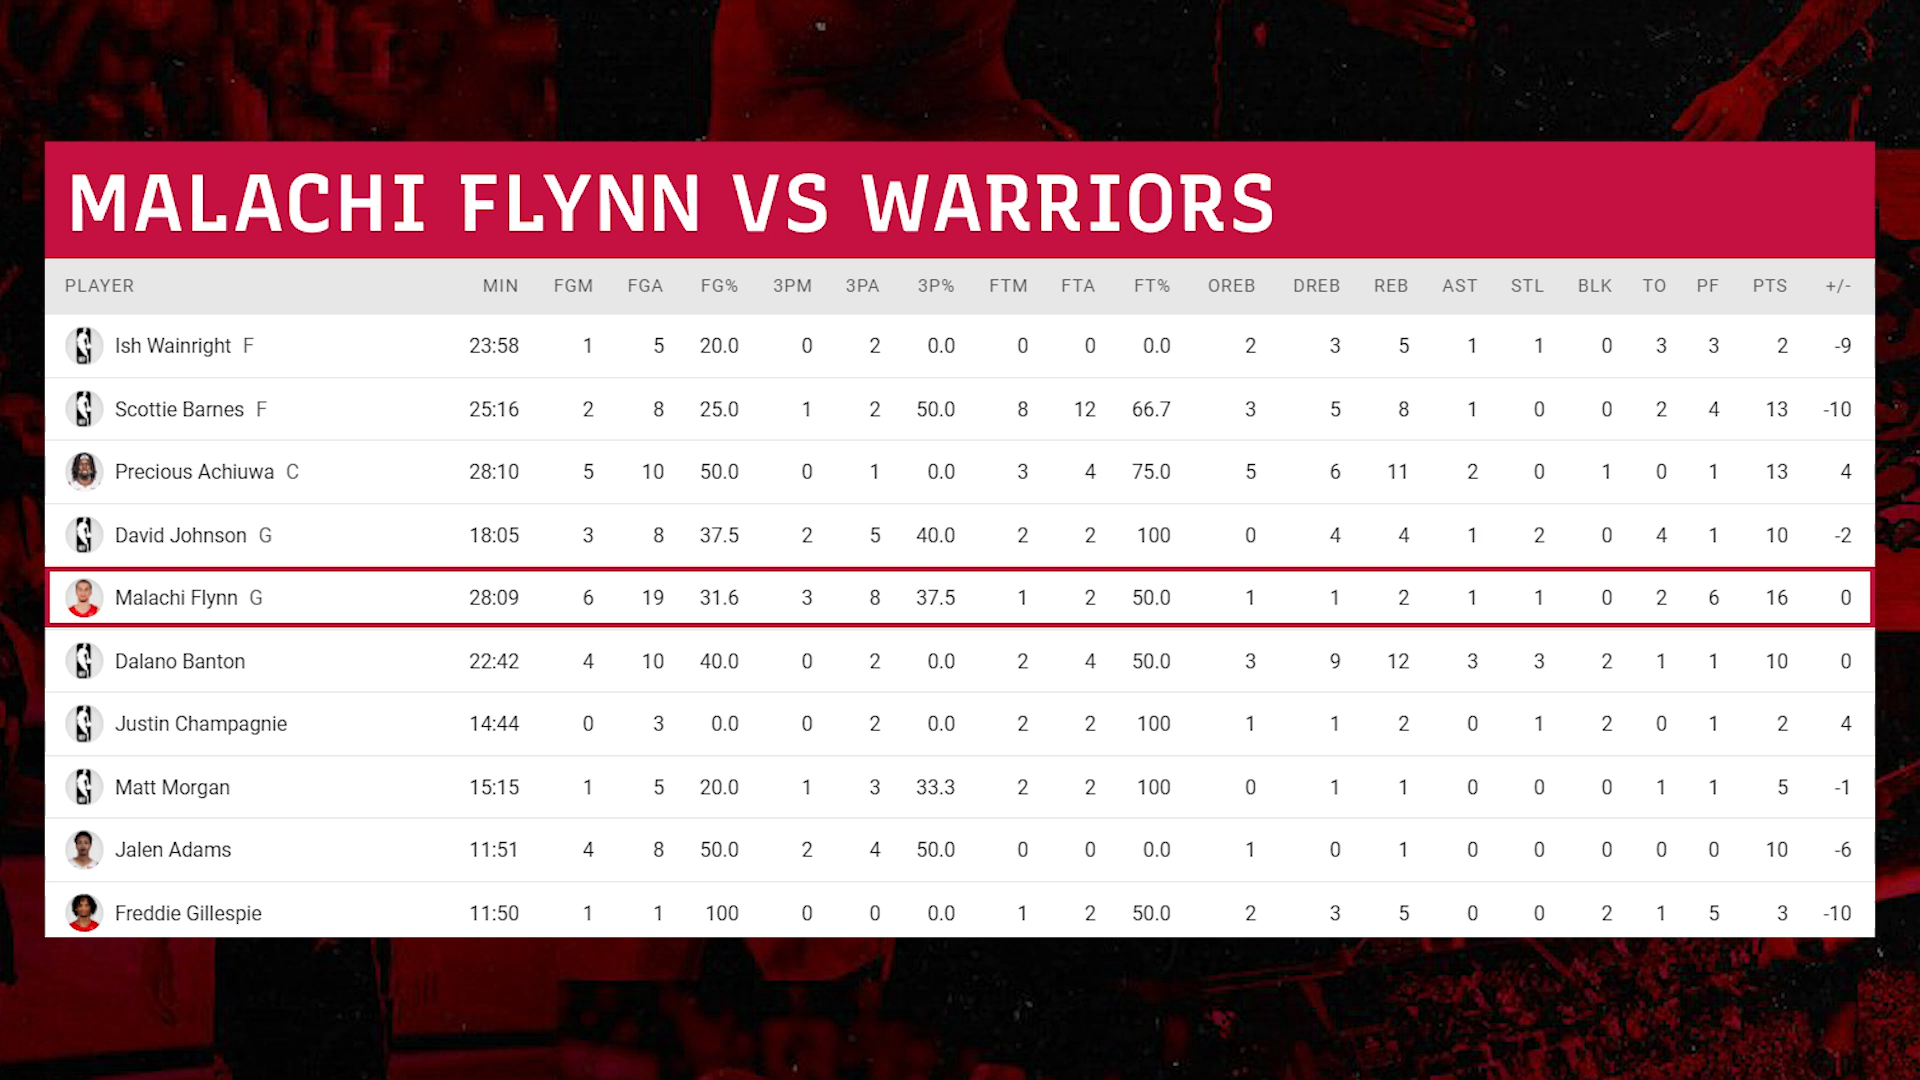 MALACHI FLYNN VS WARRIORS
PLAYER MIN FGM FGA FG% 3PM 3PA 3P% FTM FTA FT% OREB DREB REB AST STL BLK TO PF PTS +/-
Ish Wainright F 23:58 1 5 20.0 0 2 0.0 0 0 0.0 2 3 5 1 1 0 3 3 2 -9
Scottie Barnes F 25:16 2 8 25.0 1 2 50.0 8 12 66.7 3 5 8 1 0 0 2 4 13 -10
Precious Achiuwa C 28:10 5 10 50.0 0 1 0.0 3 4 75.0 5 6 11 2 0 1 0 1 13 4
David Johnson G 18:05 3 8 37.5 2 5 40.0 2 2 100 0 4 4 1 2 0 4 1 10 -2
Malachi Flynn G 28:09 6 19 31.6 3 8 37.5 1 2 50.0 1 1 2 1 1 0 2 6 16 0
Dalano Banton 22:42 4 10 40.0 0 2 0.0 2 4 50.0 3 9 12 3 3 2 1 1 10 0
Justin Champagnie 14:44 0 3 0.0 0 2 0.0 2 2 100 1 1 2 0 1 2 0 1 2 4
Matt Morgan 15:15 1 5 20.0 1 3 33.3 2 2 100 0 1 1 0 0 0 1 1 5 -1
Jalen Adams 11:51 4 8 50.0 2 4 50.0 0 0 0.0 1 0 1 0 0 0 0 0 10 -6
Freddie Gillespie 11:50 1 1 100 0 0 0.0 1 2 50.0 2 3 5 0 0 2 1 5 3 -10